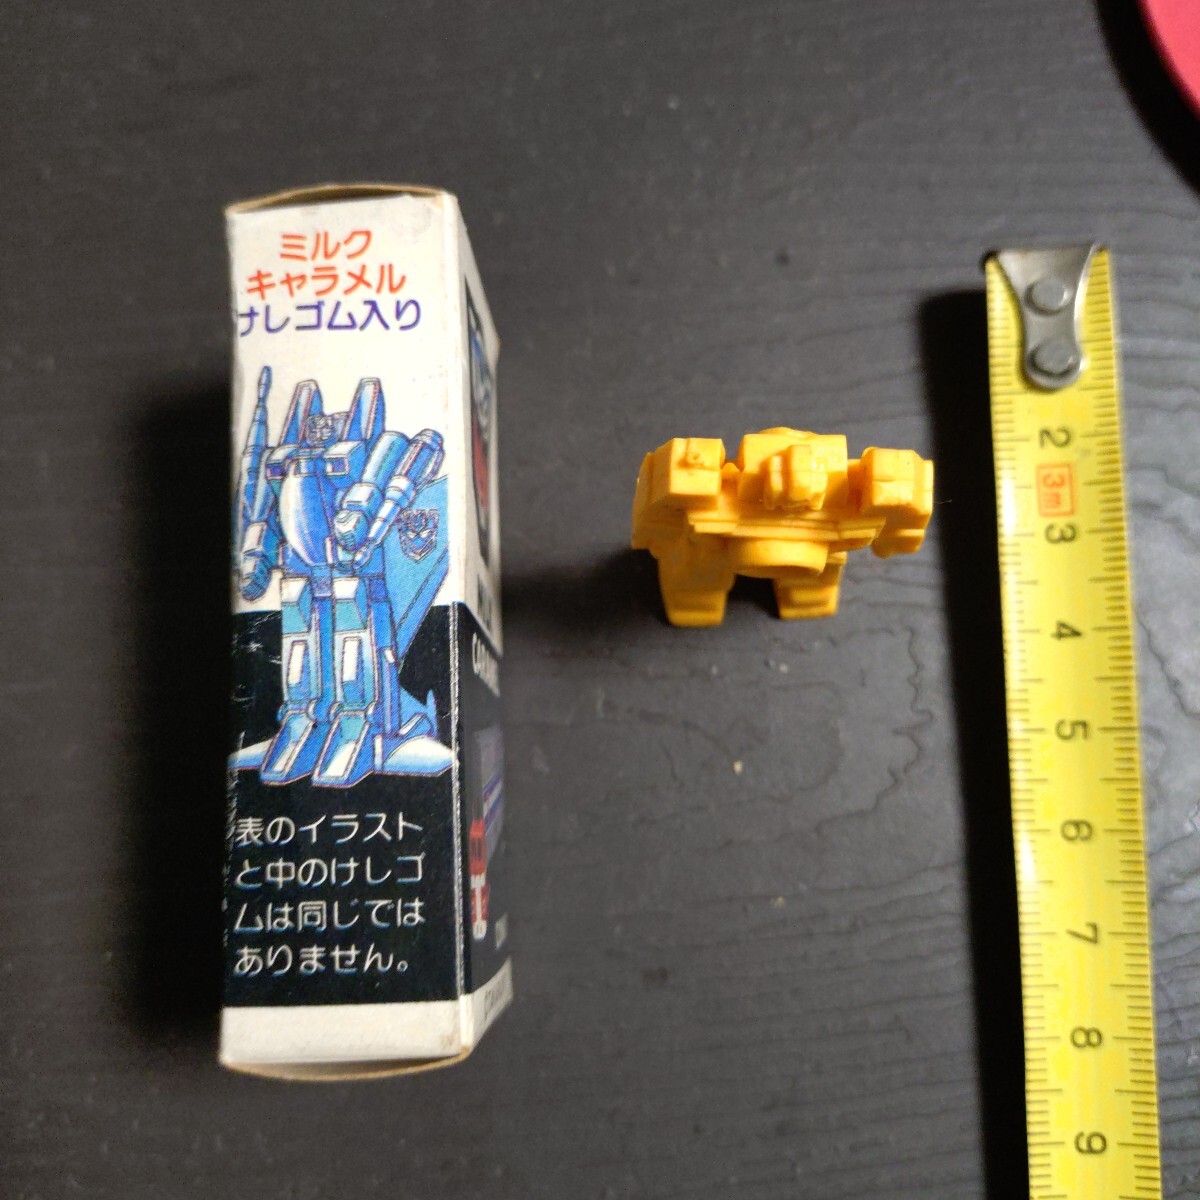 ミルク
キャラメル
けしゴム入り
表のイラスト
と中のけしゴ
ムは同じでは
ありません。
2
3m
3
4
5
6
7
8
9